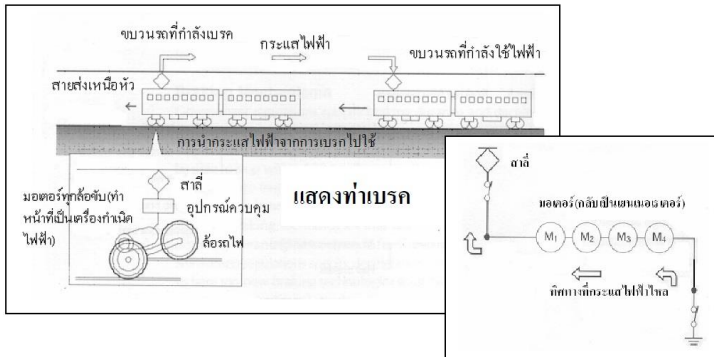 ขบวนรถที่กำลังเบรค
กระแสไฟฟ้า
ขบวนรถที่กำลังใช้ไฟฟ้า
สายส่งเหนือหัว
การนำกระแสไฟฟ้าจากการเบรกไปใช้
สาลี่
มอเตอร์ทุกล้อขับ(ทำ
หน้าที่เป็นเครื่องกำเนิด
ไฟฟ้า)
อุปกรณ์ควบคุม
ล้อรถไฟ
แสดงท่าเบรค
สาลี่
มอเตอร์(กลับเป็นเยนเนอเรเตอร์)
M1 M2 M3 M4
ทิศทางที่กระแสไฟฟ้าไหล